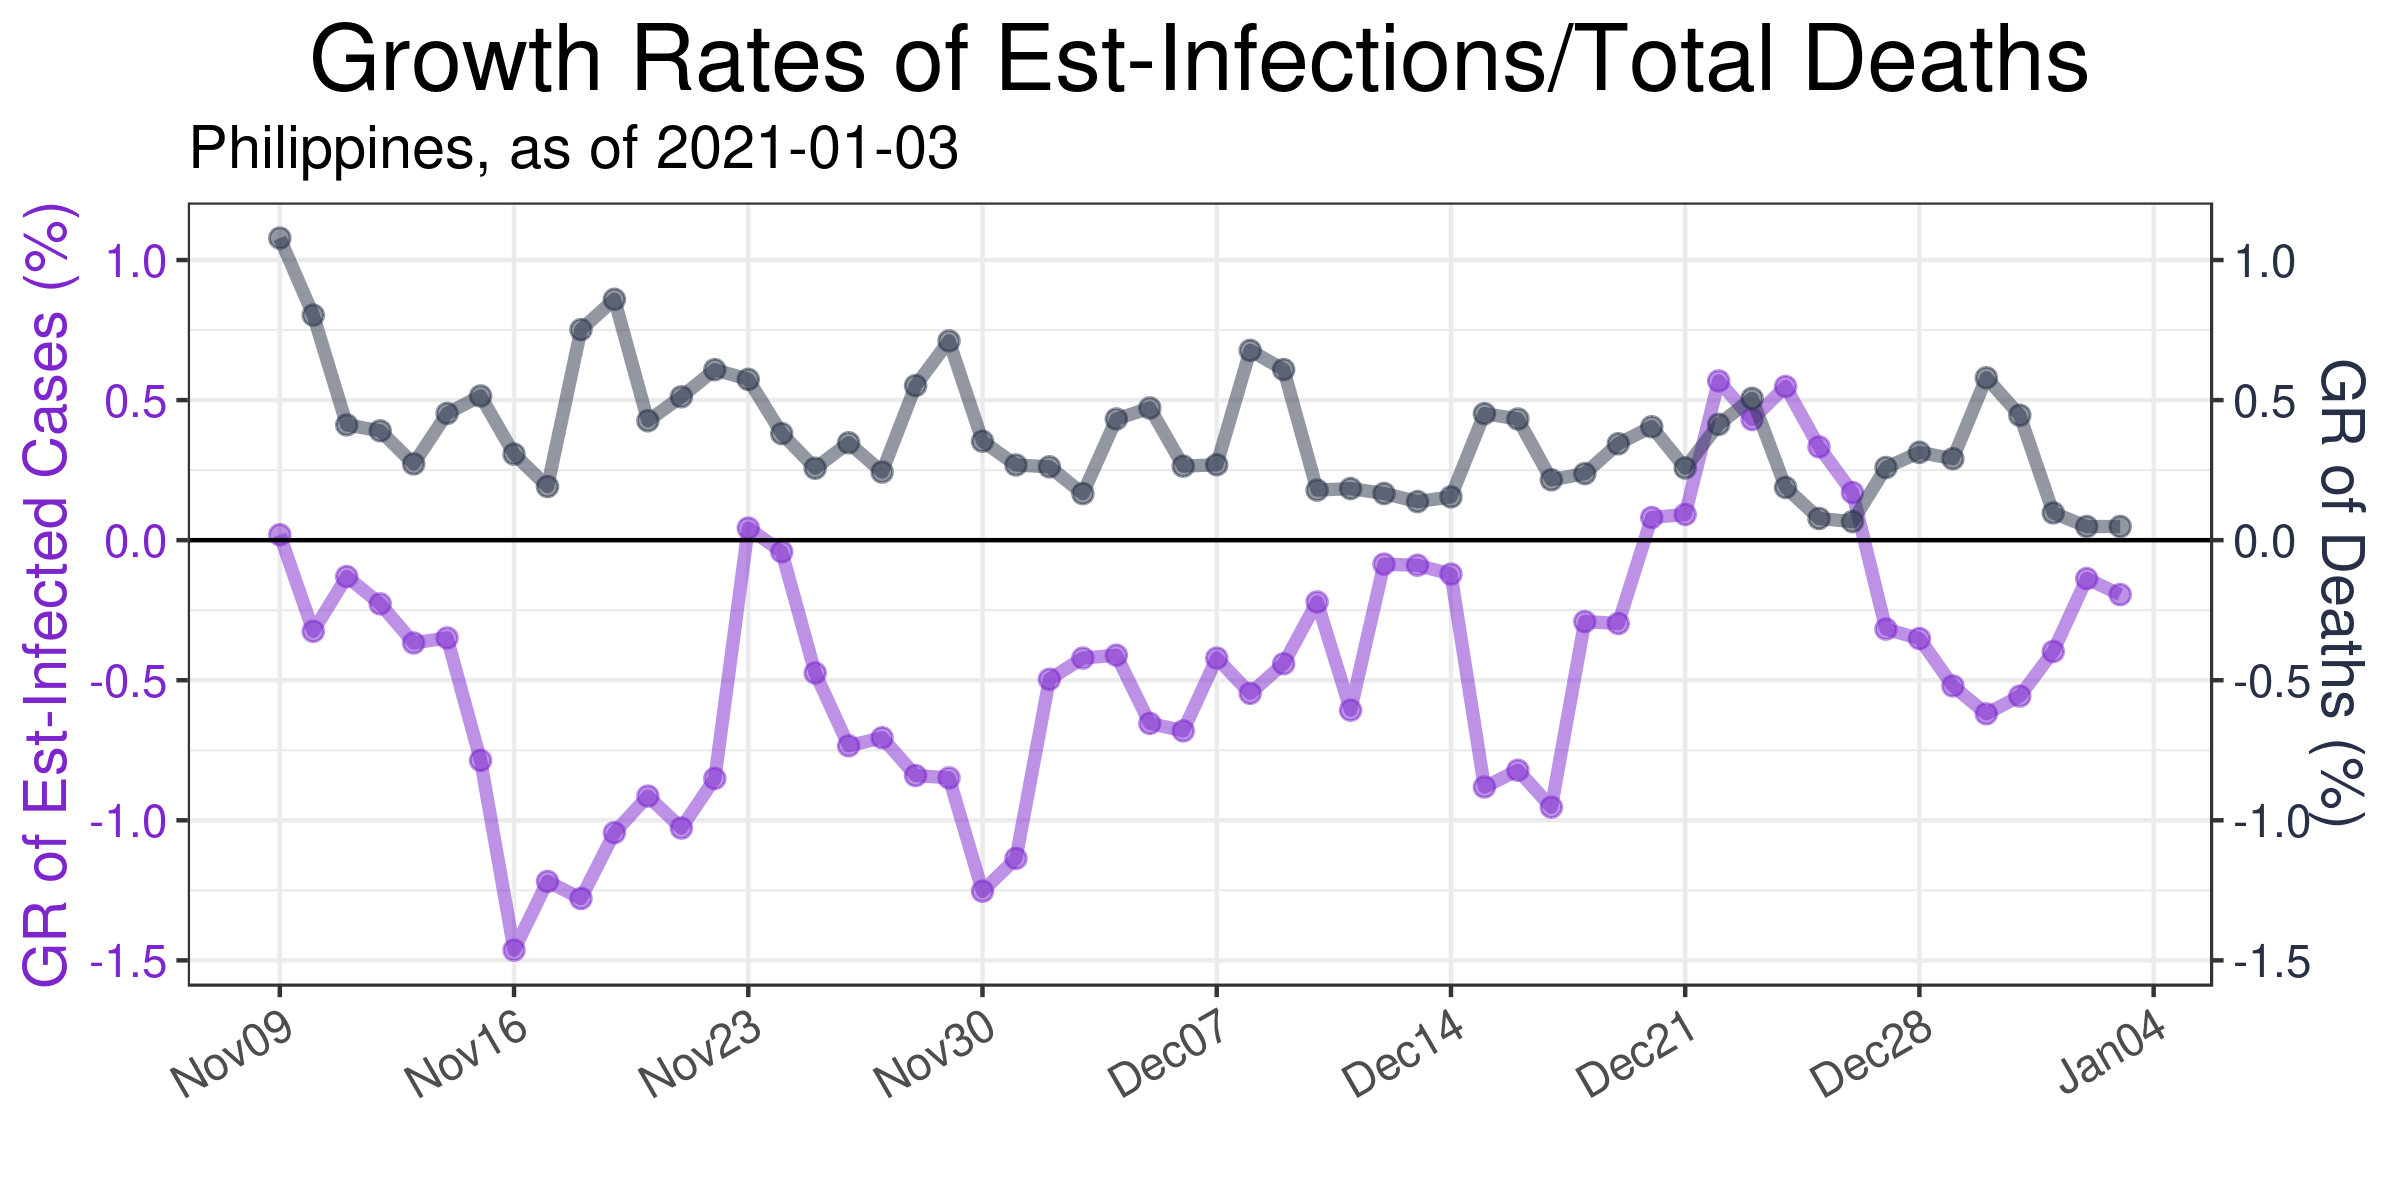 Growth Rates of Est-Infections/Total Deaths
Philippines, as of 2021-01-03
GR of Est-Infected Cases (%)
1.0
0.5
0.0
-0.5
-1.0
-1.5
1.0
0.5
0.0
-0.5
-1.0
-1.5
GR of Deaths (%)
Nov09
Nov16
Nov23
Nov30
Dec07
Dec14
Dec21
Dec28
Jan04